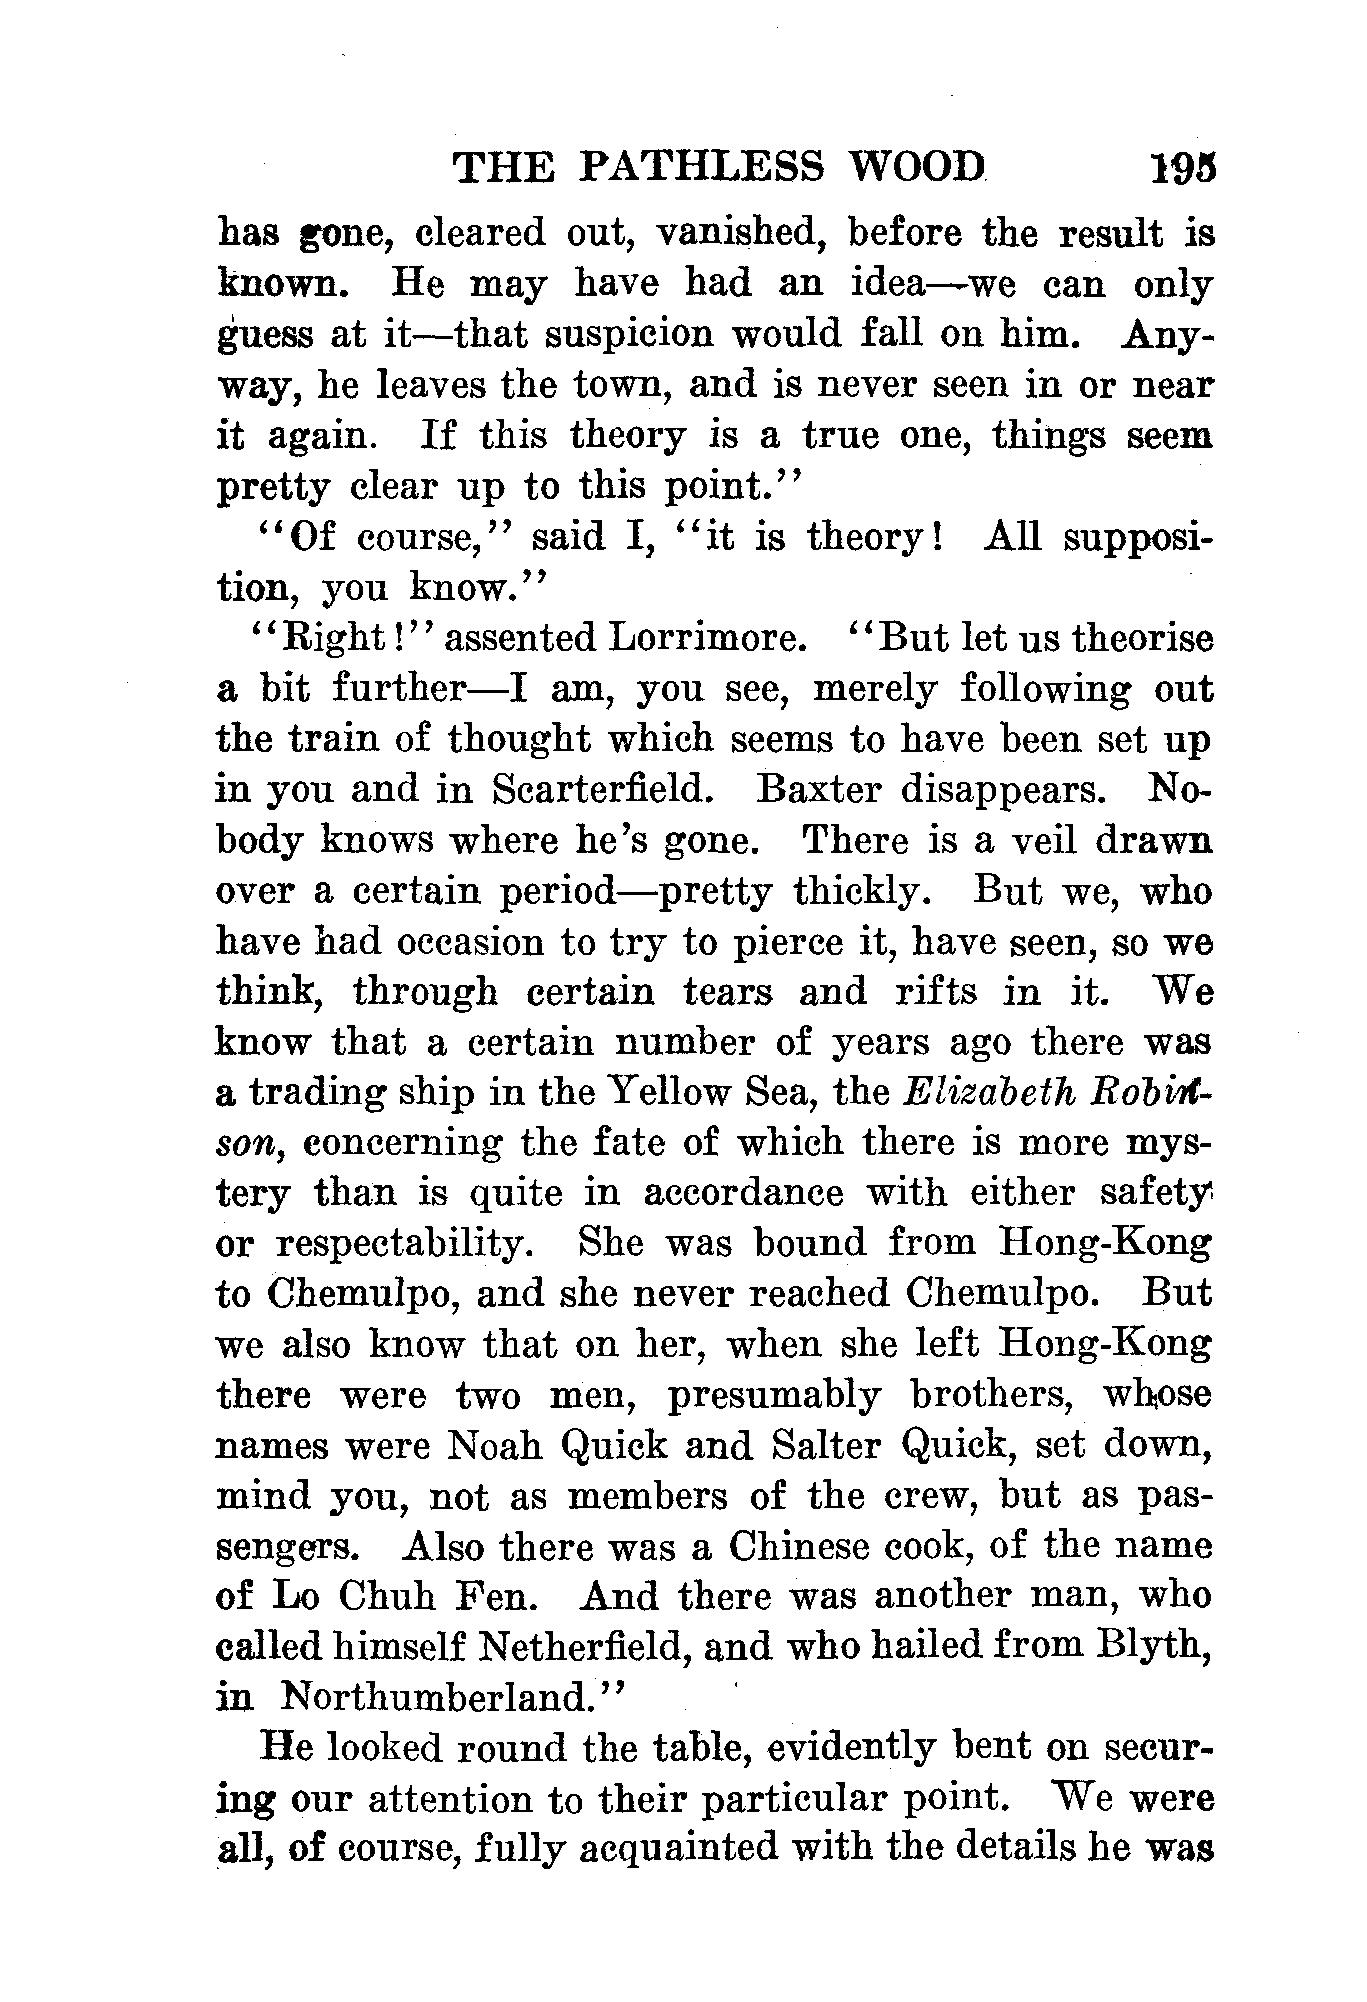 THE PATHLESS WOOD 195
has gone, cleared out, vanished, before the result is
known. He may have had an idea—we can only
guess at it—that suspicion would fall on him. Any-
way, he leaves the town, and is never seen in or near
it again. If this theory is a true one, things seem
pretty clear up to this point."
"Of course," said I, "it is theory! All supposi-
tion, you know."
"Right!" assented Lorrimore. "But let us theorise
a bit further—I am, you see, merely following out
the train of thought which seems to have been set up
in you and in Scarterfield. Baxter disappears. No-
body knows where he's gone. There is a veil drawn
over a certain period—pretty thickly. But we, who
have had occasion to try to pierce it, have seen, so we
think, through certain tears and rifts in it. We
know that a certain number of years ago there was
a trading ship in the Yellow Sea, the Elizabeth Robin-
son, concerning the fate of which there is more mys-
tery than is quite in accordance with either safety
or respectability. She was bound from Hong-Kong
to Chemulpo, and she never reached Chemulpo. But
we also know that on her, when she left Hong-Kong
there were two men, presumably brothers, whose
names were Noah Quick and Salter Quick, set down,
mind you, not as members of the crew, but as pas-
sengers. Also there was a Chinese cook, of the name
of Lo Chuh Fen. And there was another man, who
called himself Netherfield, and who hailed from Blyth,
in Northumberland."
He looked round the table, evidently bent on secur-
ing our attention to their particular point. We were
all, of course, fully acquainted with the details he was